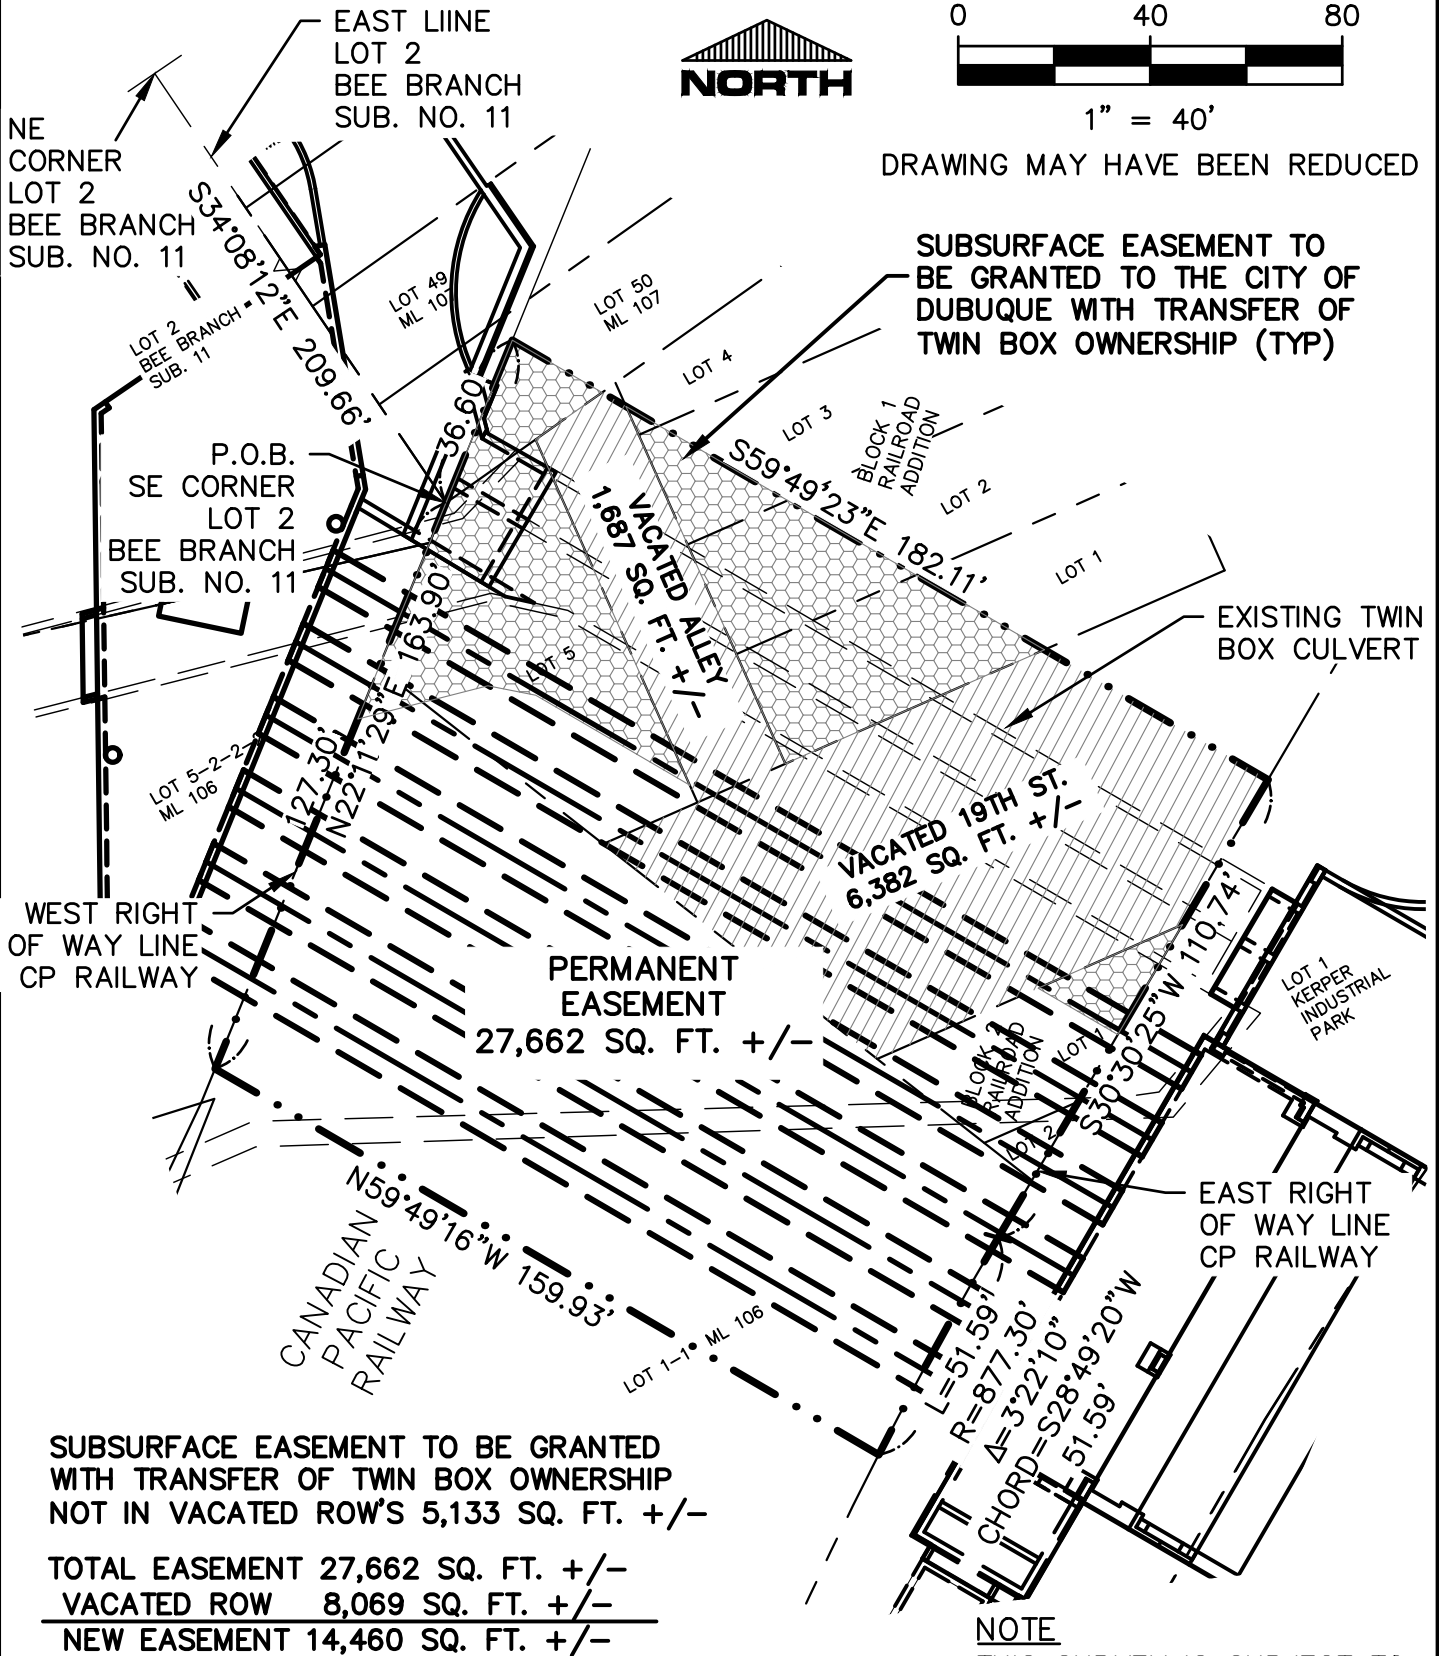 EAST LIINE
LOT 2
BEE BRANCH
SUB. NO. 11
NORTH
0 40 80
1" = 40'
DRAWING MAY HAVE BEEN REDUCED
NE
CORNER
LOT 2
BEE BRANCH
SUB. NO. 11
S34°08'12"E 209.66'
LOT 2
BEE BRANCH
SUB. 11
LOT 49
ML 107
LOT 50
ML 107
SUBSURFACE EASEMENT TO
BE GRANTED TO THE CITY OF
DUBUQUE WITH TRANSFER OF
TWIN BOX OWNERSHIP (TYP)
LOT 4
LOT 3
BLOCK 1
RAILROAD
ADDITION
LOT 2
LOT 1
36.60'
P.O.B.
SE CORNER
LOT 2
BEE BRANCH
SUB. NO. 11
S59°49'23"E 182.11'
VACATED ALLEY
1,687 SQ. FT. +/-
EXISTING TWIN
BOX CULVERT
LOT 5
127.30'
N22°11'29"E 163.90'
LOT 5-2-2-2
ML 106
VACATED 19TH ST.
6,382 SQ. FT. +/-
WEST RIGHT
OF WAY LINE
CP RAILWAY
PERMANENT
EASEMENT
27,662 SQ. FT. +/-
S30°30'25"W 110.74'
LOT 1
KERPER
INDUSTRIAL
PARK
BLOCK 2
RAILROAD
ADDITION
LOT 1
LOT 2
EAST RIGHT
OF WAY LINE
CP RAILWAY
N59°49'16"W 159.93'
CANADIAN
PACIFIC
RAILWAY
LOT 1-1 ML 106
L=51.59'
R=877.30'
Δ=3°22'10"
CHORD=S28°49'20"W
51.59'
SUBSURFACE EASEMENT TO BE GRANTED
WITH TRANSFER OF TWIN BOX OWNERSHIP
NOT IN VACATED ROW'S 5,133 SQ. FT. +/-
TOTAL EASEMENT 27,662 SQ. FT. +/-
VACATED ROW 8,069 SQ. FT. +/-
NEW EASEMENT 14,460 SQ. FT. +/-
NOTE